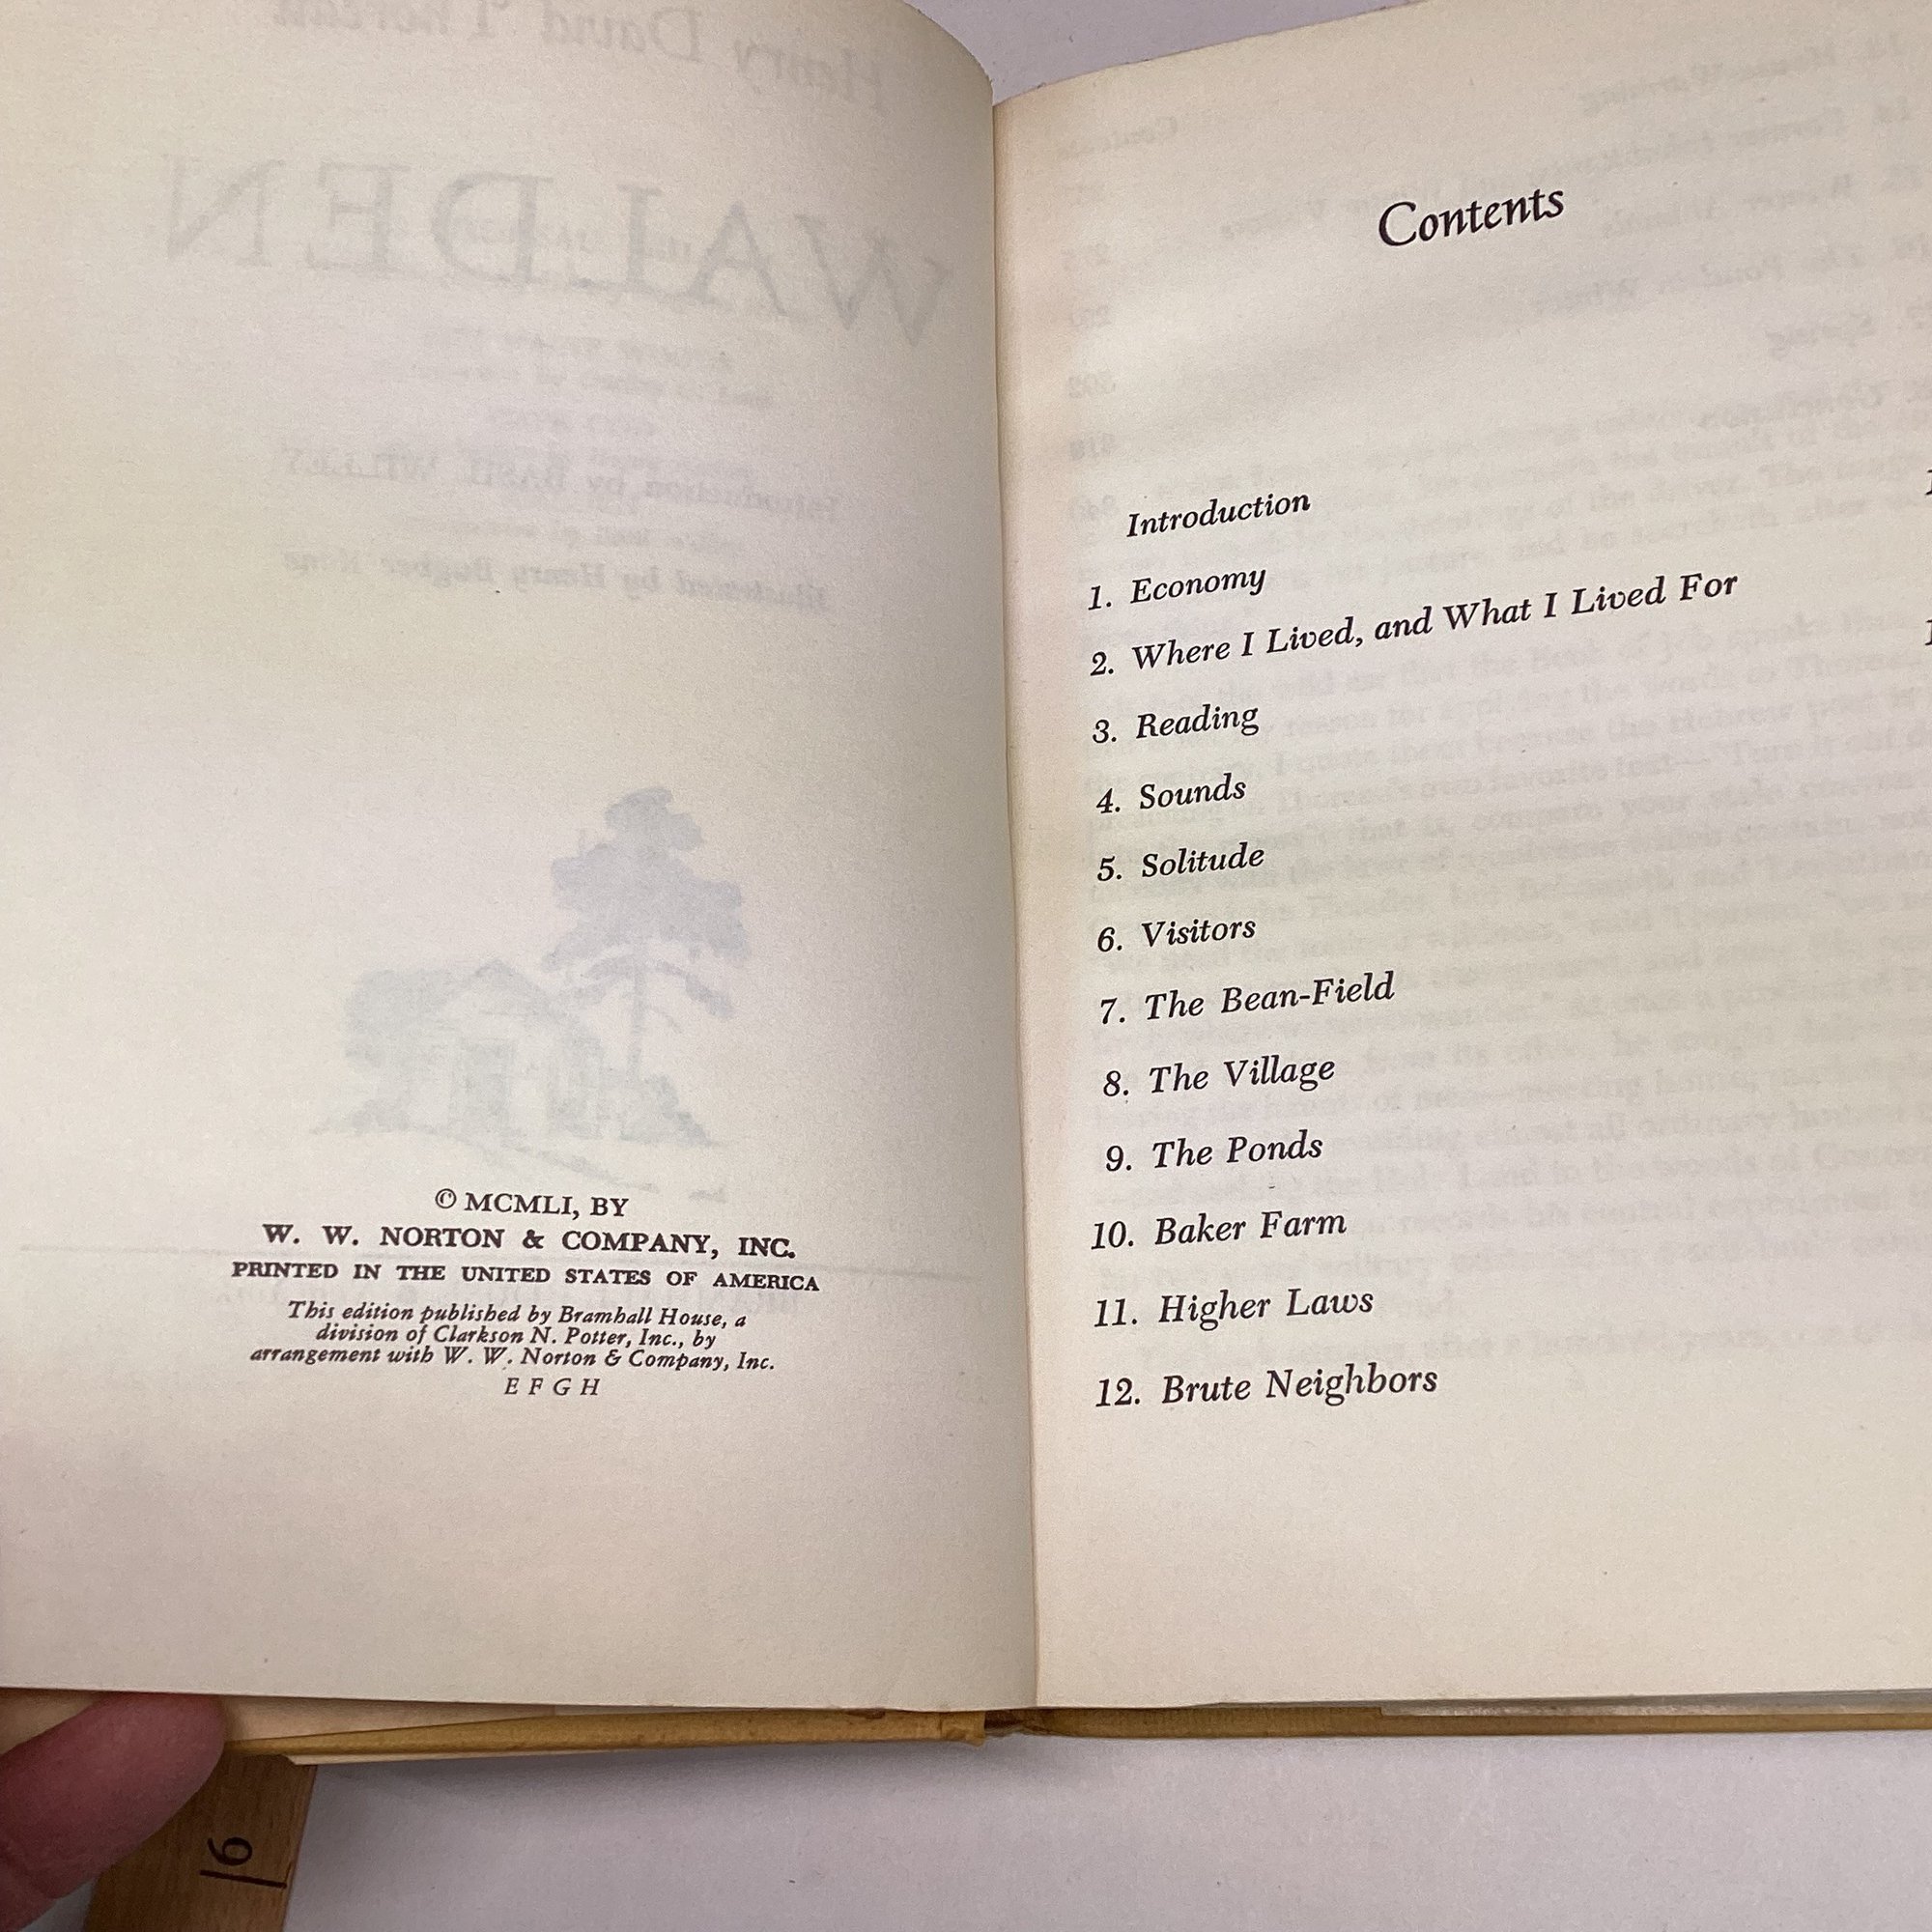 © MCMLI, BY
W. W. NORTON & COMPANY, INC.
PRINTED IN THE UNITED STATES OF AMERICA
This edition published by Bramhall House, a
division of Clarkson N. Potter, Inc., by
arrangement with W. W. Norton & Company, Inc.
E F G H
Contents
Introduction
1. Economy
2. Where I Lived, and What I Lived For
3. Reading
4. Sounds
5. Solitude
6. Visitors
7. The Bean-Field
8. The Village
9. The Ponds
10. Baker Farm
11. Higher Laws
12. Brute Neighbors
6